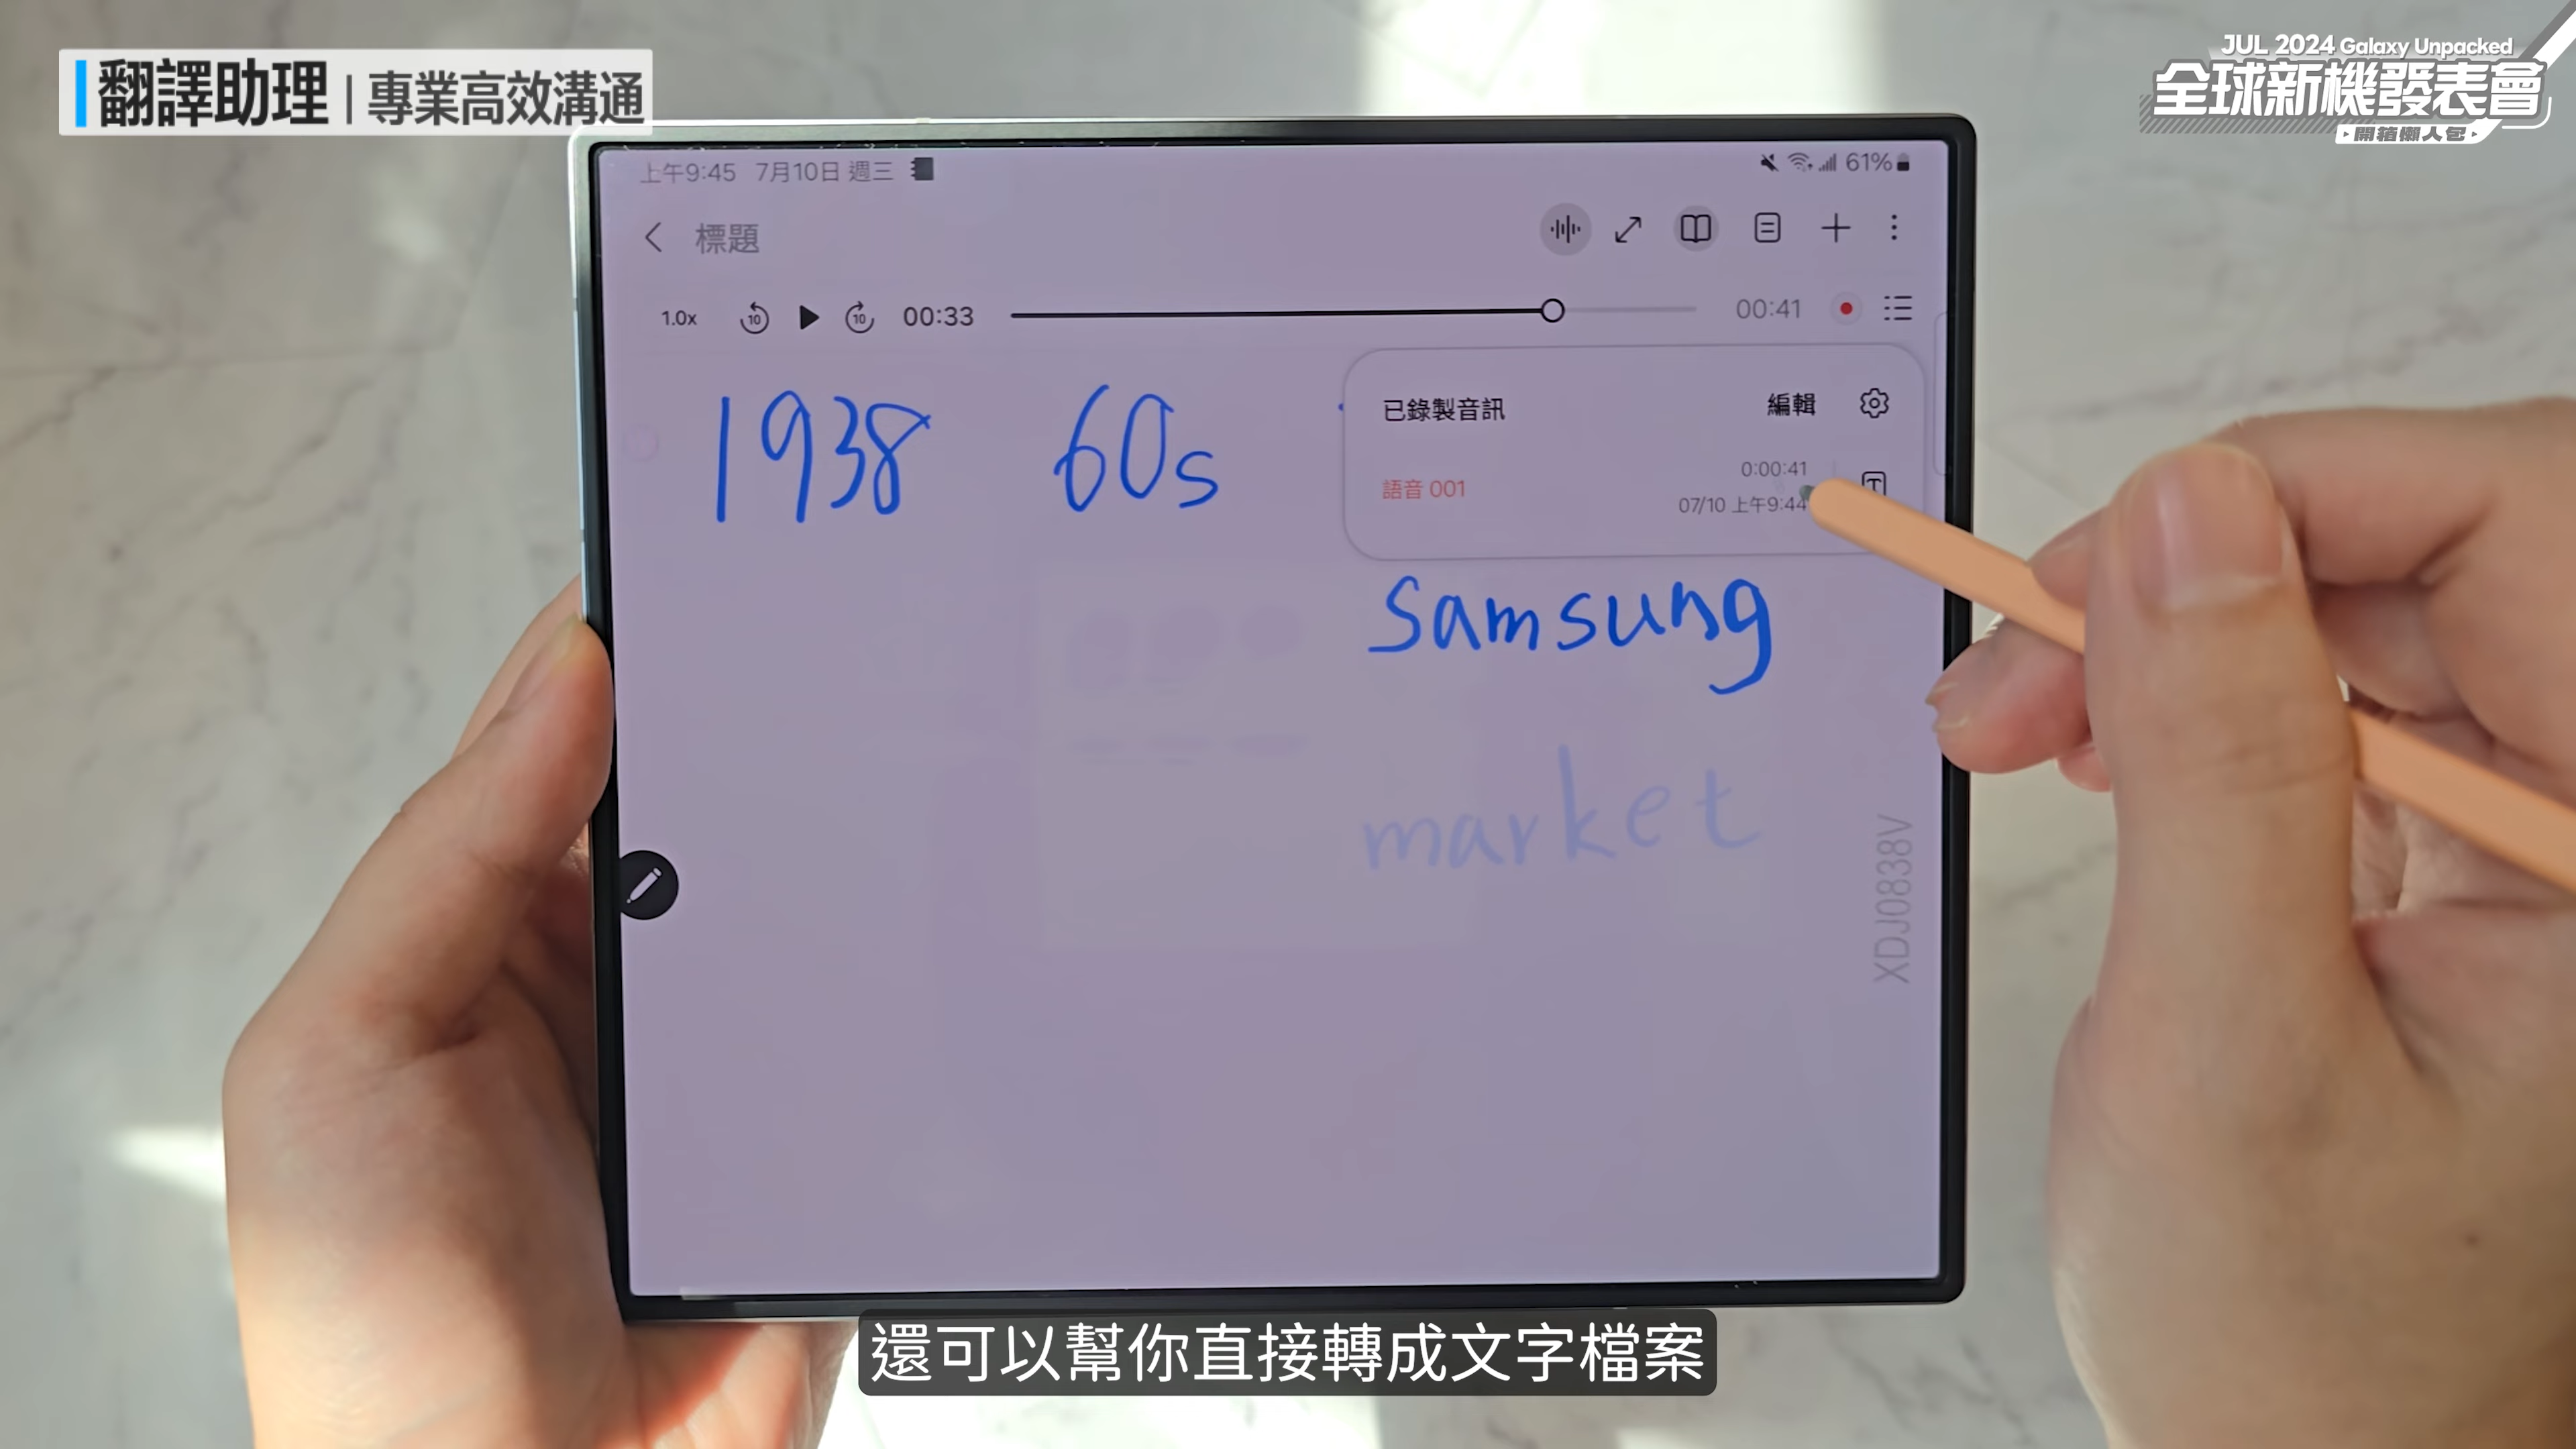 翻譯助理 | 專業高效溝通
JUL 2024 Galaxy Unpacked
全球新機發表會
開箱懶人包
上午9:45 7月10日 週三
61%
標題
1.0x 10 10 00:33 00:41
1938 60s
已錄製音訊 編輯
語音 001 0:00:41
07/10 上午9:44
T
Samsung
market
XDJ0838V
還可以幫你直接轉成文字檔案